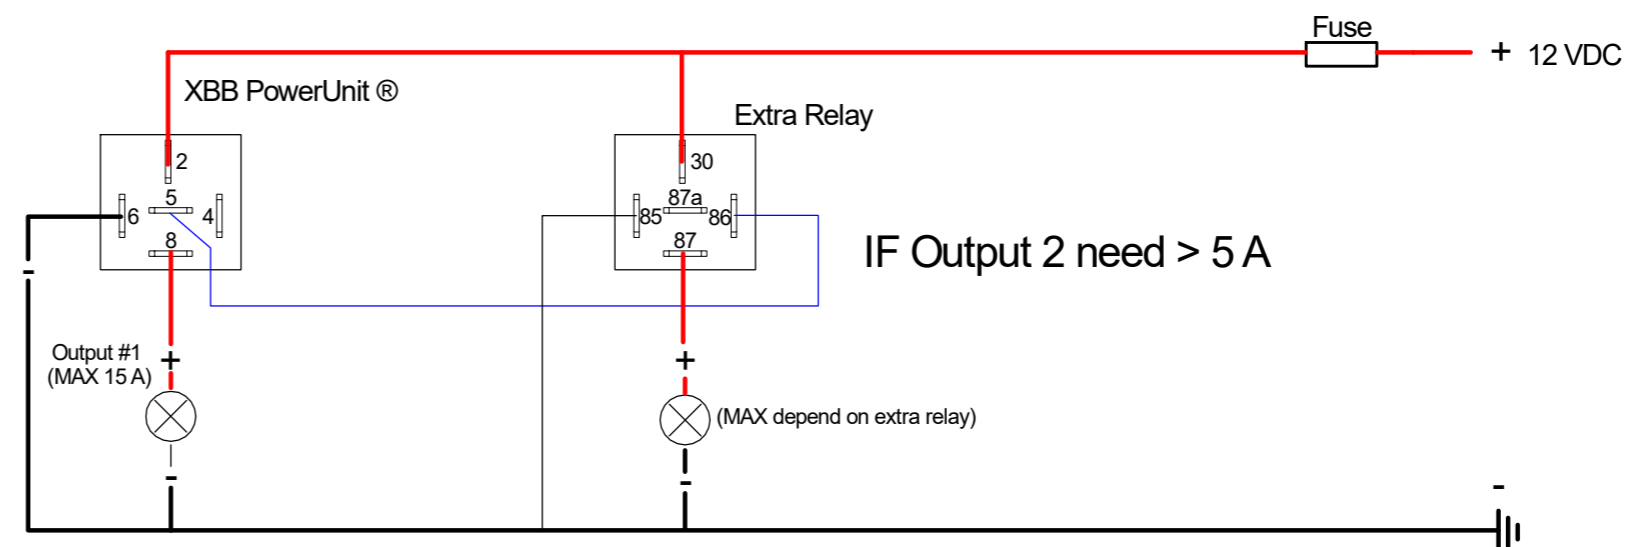 Fuse
+ 12 VDC
XBB PowerUnit ®
Extra Relay
2
30
5
87a
6
4
85
86
8
87
IF Output 2 need > 5 A
-
Output #1
(MAX 15 A)
+
+
(MAX depend on extra relay)
-
-
-